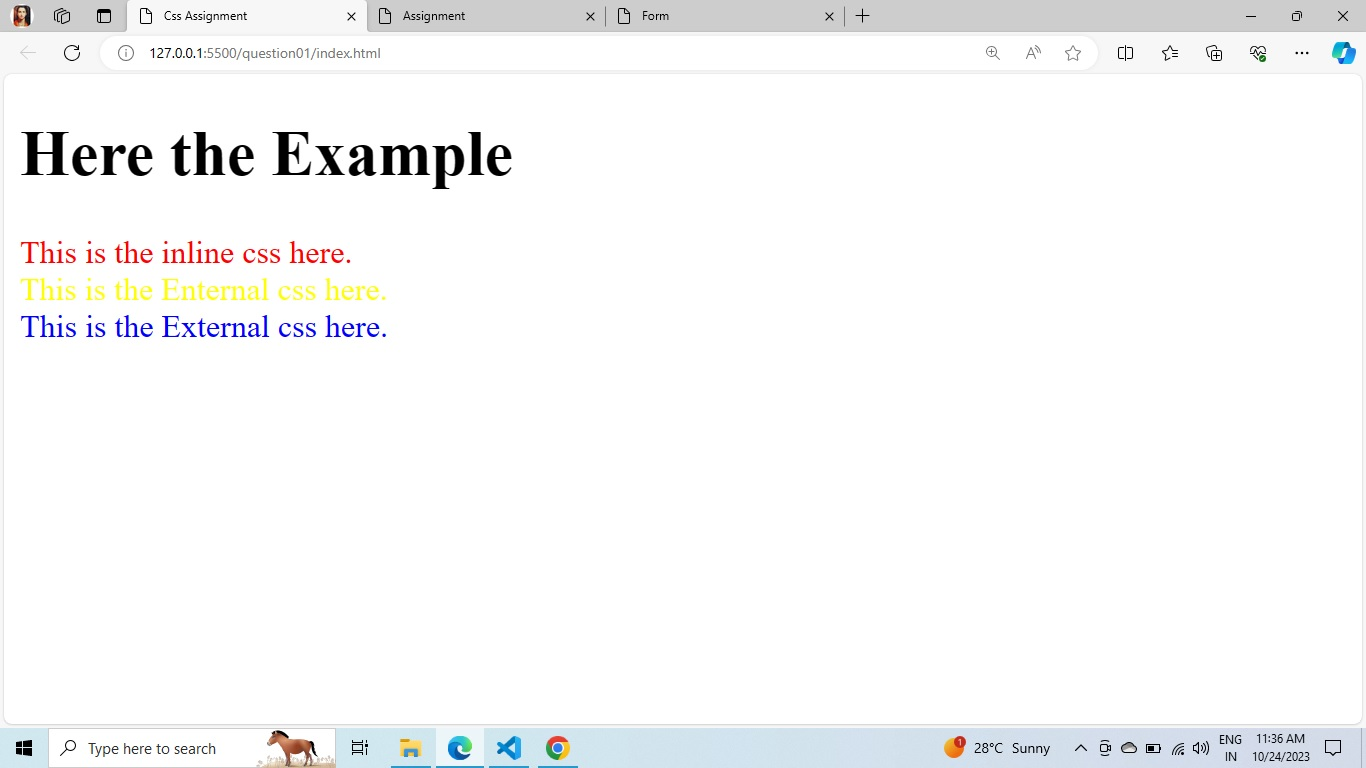 Css Assignment
Assignment
Form
127.0.0.1:5500/question01/index.html
Here the Example
This is the inline css here.
This is the Enternal css here.
This is the External css here.
Type here to search
1
28°C Sunny
ENG
IN
11:36 AM
10/24/2023